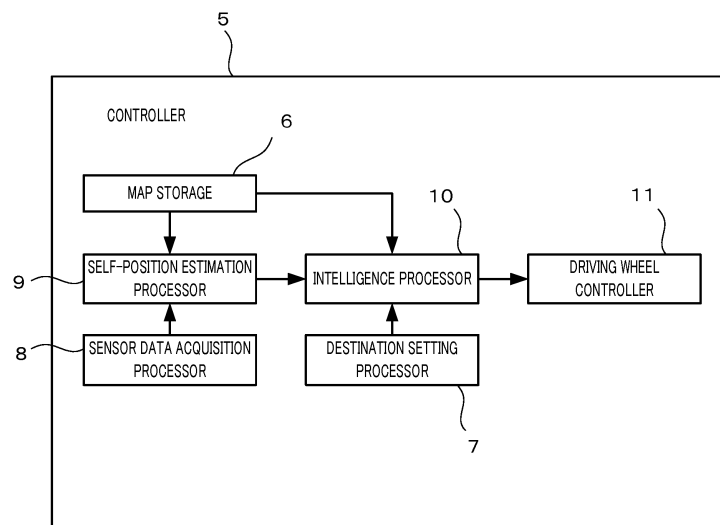 5
CONTROLLER
6
MAP STORAGE
10
11
9
SELF-POSITION ESTIMATION
PROCESSOR
INTELLIGENCE PROCESSOR
DRIVING WHEEL
CONTROLLER
8
SENSOR DATA ACQUISITION
PROCESSOR
DESTINATION SETTING
PROCESSOR
7